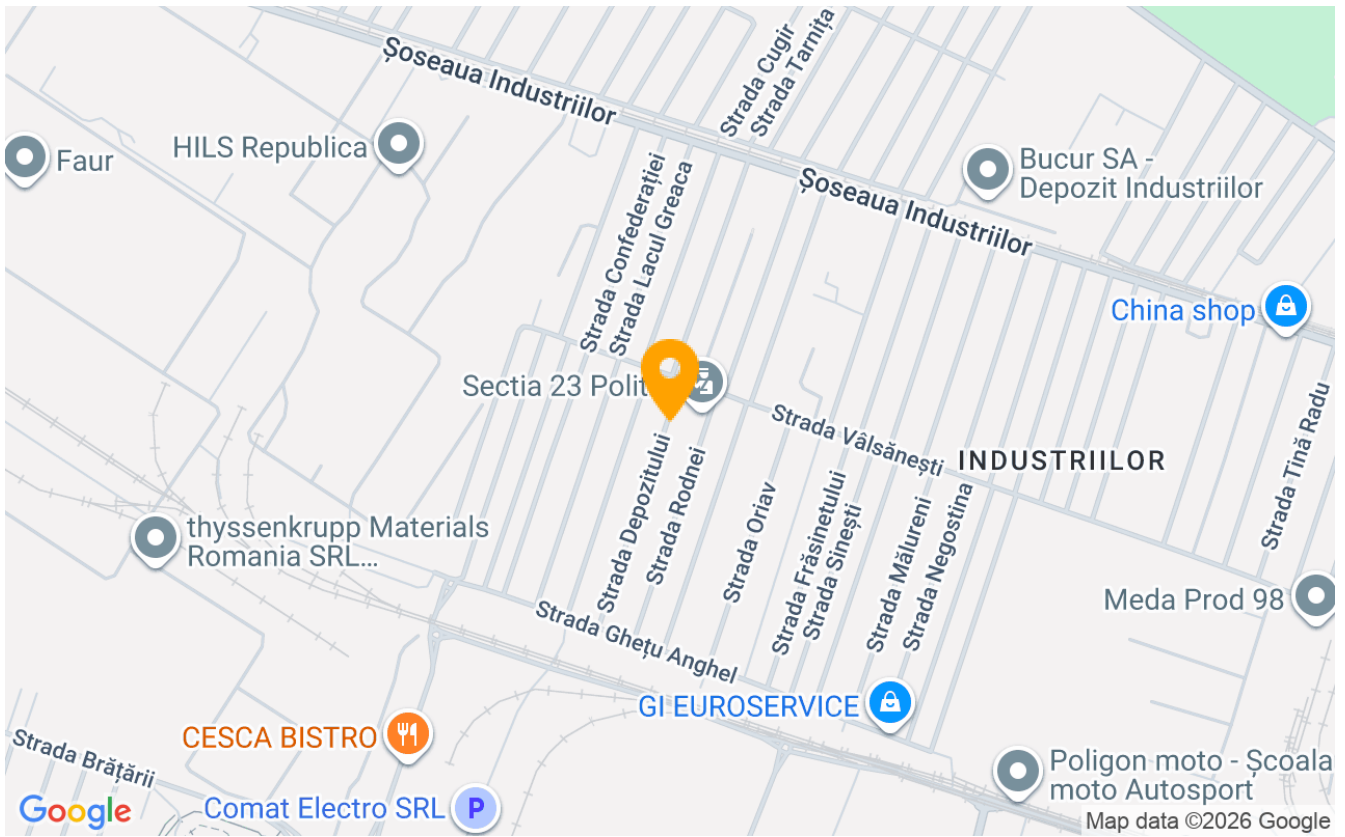 Șoseaua Industriilor
Strada Cugir
Strada Tarnița
Faur
HILS Republica
Bucur SA -
Depozit Industriilor
Strada Confederației
Strada Lacul Greaca
Șoseaua Industriilor
China shop
Sectia 23 Polit
Strada Vâlsănești
INDUSTRIILOR
Strada Tină Radu
Strada Depozitului
Strada Rodnei
Strada Oriav
Strada Frăsinetului
Strada Sinești
Strada Mălureni
Strada Negostina
thyssenkrupp Materials
Romania SRL...
Meda Prod 98
Strada Ghețu Anghel
GI EUROSERVICE
CESCA BISTRO
Strada Brățării
Poligon moto - Școala
moto Autosport
Comat Electro SRL
P
Google
Map data ©2026 Google